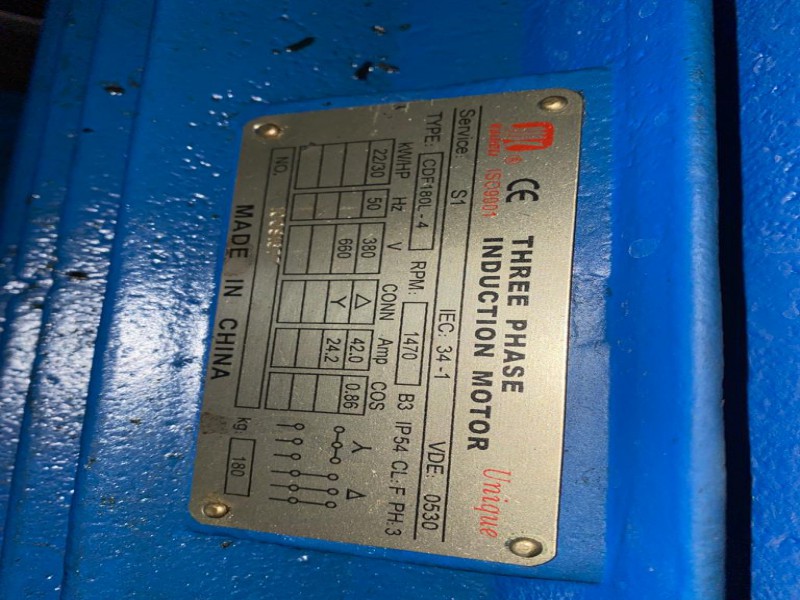 CE THREE PHASE
ISO9001 INDUCTION MOTOR Unique
Service: S1 IEC: 34-1 VDE: 0530
TYPE: CDF180L-4 RPM: 1470 B3 IP54 CL:F PH:3
kW/HP Hz V CONN Amp COS
22/30 50 380 △ 42.0 0.86
660 Y 24.2
NO.
MADE IN CHINA kg 180